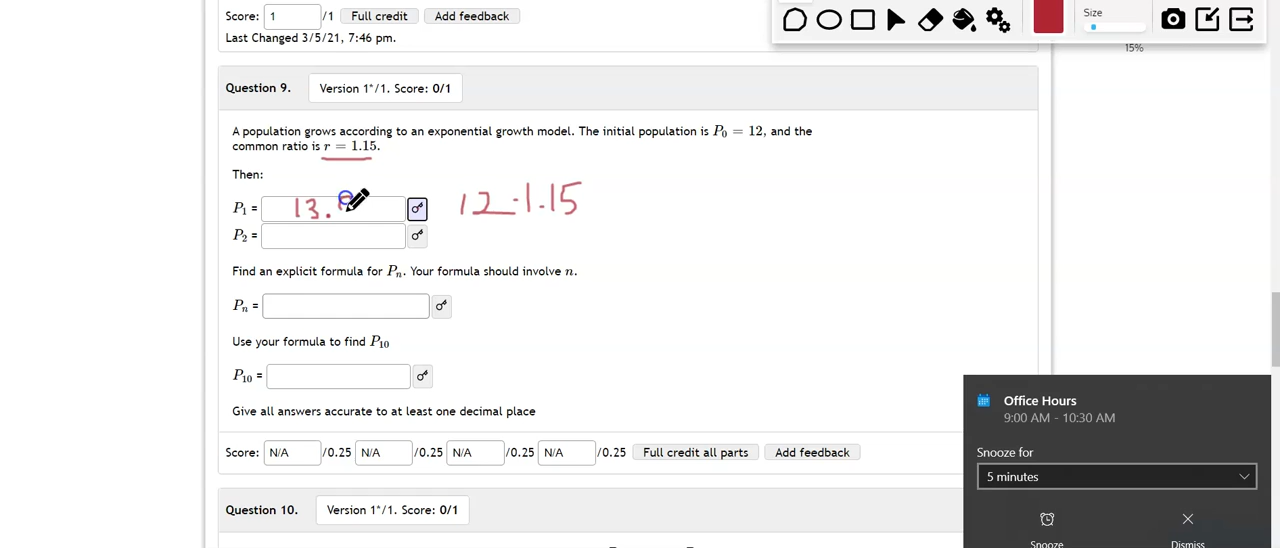 Score: 1 /1 Full credit Add feedback
Last Changed 3/5/21, 7:46 pm.
Size
15%
Question 9. Version 1*/1. Score: 0/1
A population grows according to an exponential growth model. The initial population is P₀ = 12, and the
common ratio is r = 1.15.
Then:
P₁ = 13. 12·1.15
P₂ =
Find an explicit formula for Pₙ. Your formula should involve n.
Pₙ =
Use your formula to find P₁₀
P₁₀ =
Give all answers accurate to at least one decimal place
Score: N/A /0.25 N/A /0.25 N/A /0.25 N/A /0.25 Full credit all parts Add feedback
Question 10. Version 1*/1. Score: 0/1
Office Hours
9:00 AM - 10:30 AM
Snooze for
5 minutes
Snooze Dismiss